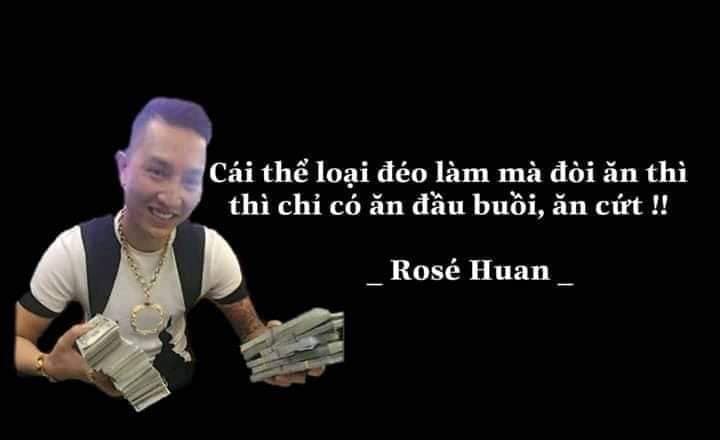 Cái thể loại đéo làm mà đòi ăn thì
thì chỉ có ăn đầu buồi, ăn cứt !!
_ Rosé Huan _